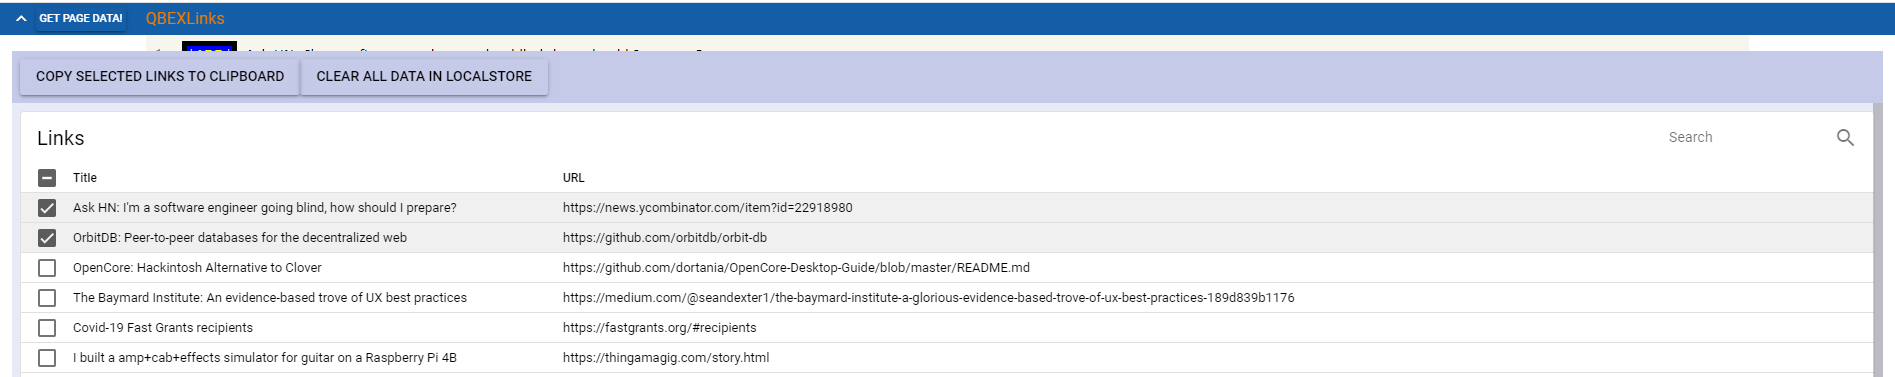 GET PAGE DATA! QBEXLinks
COPY SELECTED LINKS TO CLIPBOARD CLEAR ALL DATA IN LOCALSTORE
Links Search
Title URL
Ask HN: I'm a software engineer going blind, how should I prepare? https://news.ycombinator.com/item?id=22918980
OrbitDB: Peer-to-peer databases for the decentralized web https://github.com/orbitdb/orbit-db
OpenCore: Hackintosh Alternative to Clover https://github.com/dortania/OpenCore-Desktop-Guide/blob/master/README.md
The Baymard Institute: An evidence-based trove of UX best practices https://medium.com/@seandexter1/the-baymard-institute-a-glorious-evidence-based-trove-of-ux-best-practices-189d839b1176
Covid-19 Fast Grants recipients https://fastgrants.org/#recipients
I built a amp+cab+effects simulator for guitar on a Raspberry Pi 4B https://thingamagig.com/story.html